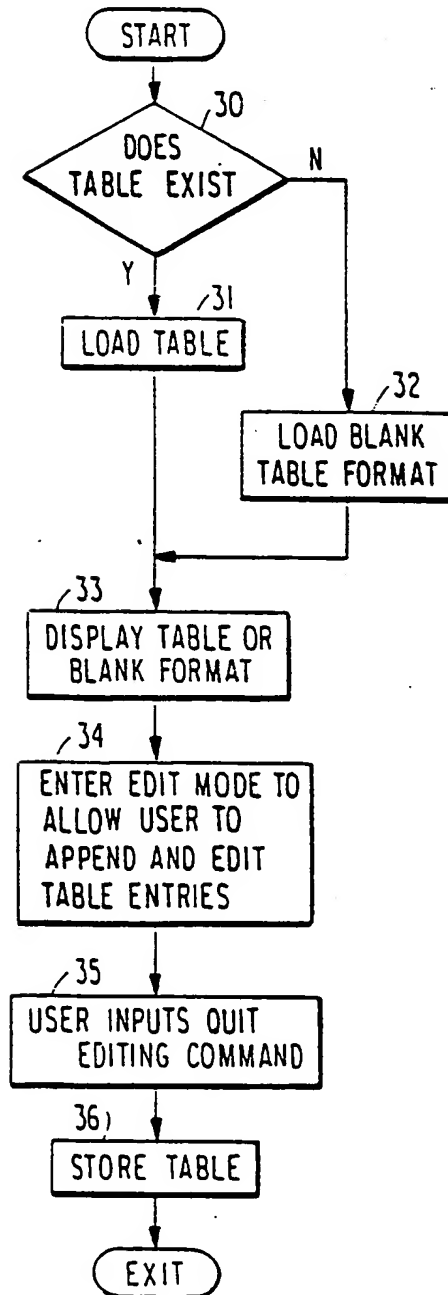 START
30
DOES
TABLE EXIST
N
Y
31
LOAD TABLE
32
LOAD BLANK
TABLE FORMAT
33
DISPLAY TABLE OR
BLANK FORMAT
34
ENTER EDIT MODE TO
ALLOW USER TO
APPEND AND EDIT
TABLE ENTRIES
35
USER INPUTS QUIT
EDITING COMMAND
36
STORE TABLE
EXIT